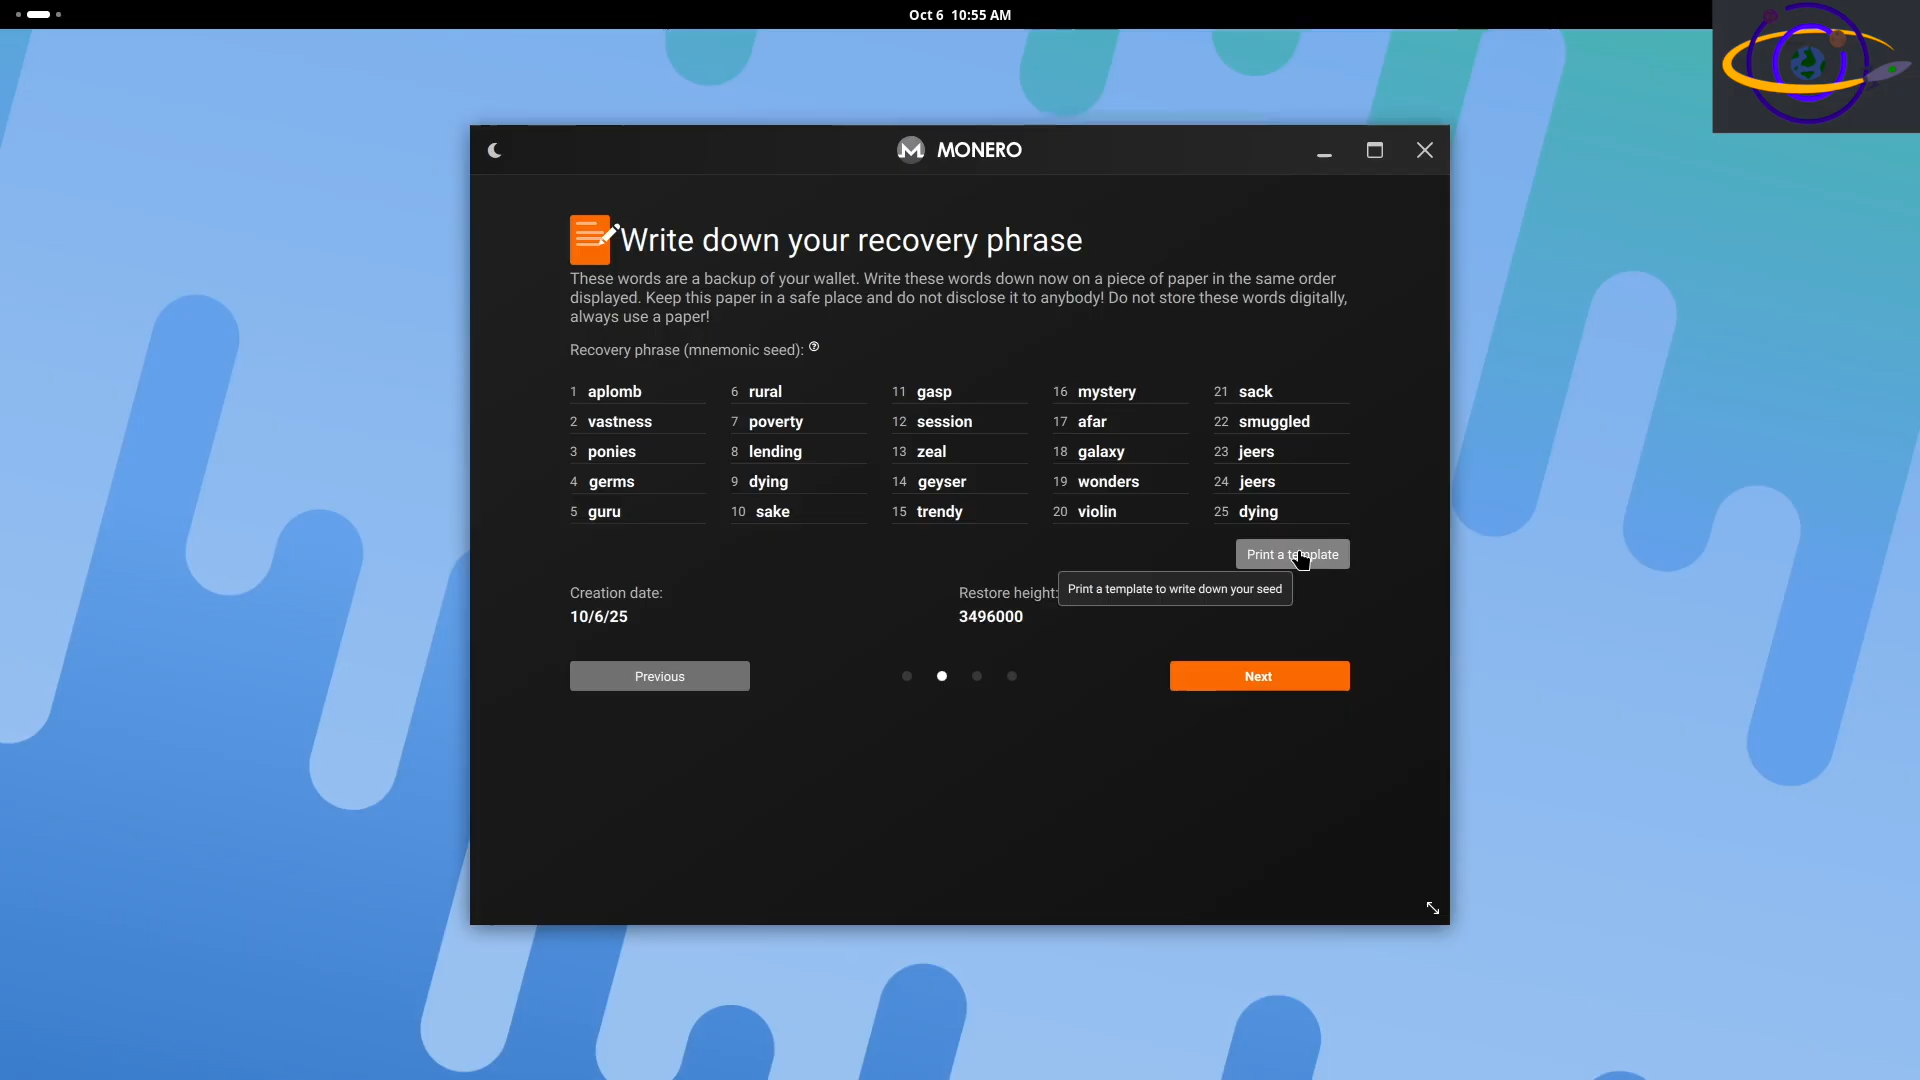 Oct 6 10:55 AM
MONERO
Write down your recovery phrase
These words are a backup of your wallet. Write these words down now on a piece of paper in the same order
displayed. Keep this paper in a safe place and do not disclose it to anybody! Do not store these words digitally,
always use a paper!
Recovery phrase (mnemonic seed): ?
1 aplomb 6 rural 11 gasp 16 mystery 21 sack
2 vastness 7 poverty 12 session 17 afar 22 smuggled
3 ponies 8 lending 13 zeal 18 galaxy 23 jeers
4 germs 9 dying 14 geyser 19 wonders 24 jeers
5 guru 10 sake 15 trendy 20 violin 25 dying
Print a template
Print a template to write down your seed
Creation date: Restore height:
10/6/25 3496000
Previous Next